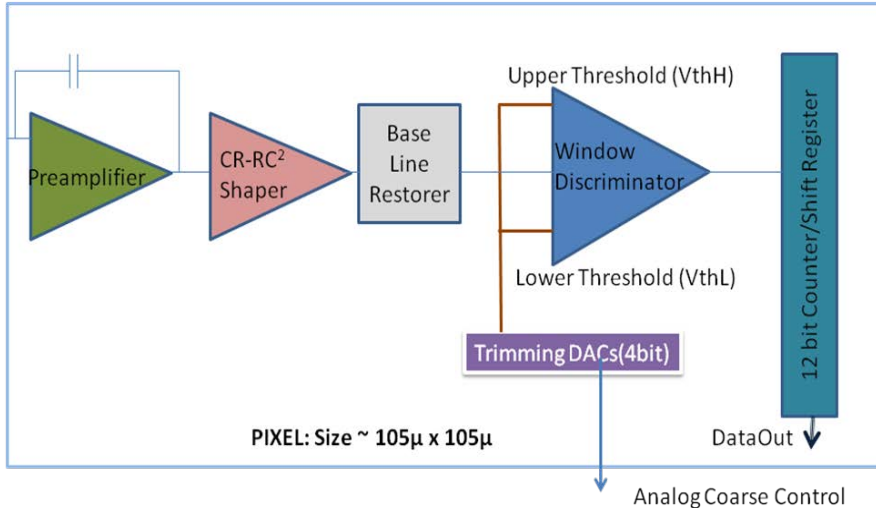 Preamplifier
CR-RC²
Shaper
Base
Line
Restorer
Upper Threshold (VthH)
Window
Discriminator
Lower Threshold (VthL)
Trimming DACs(4bit)
12 bit Counter/Shift Register
PIXEL: Size ~ 105µ x 105µ
DataOut
Analog Coarse Control